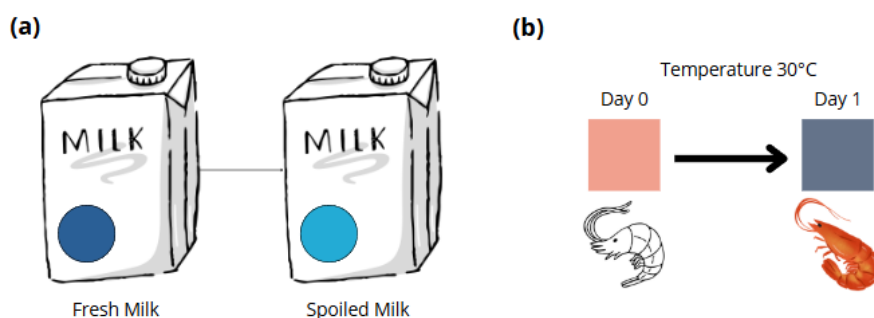 (a)
MILK
MILK
Fresh Milk
Spoiled Milk
(b)
Temperature 30°C
Day 0
Day 1